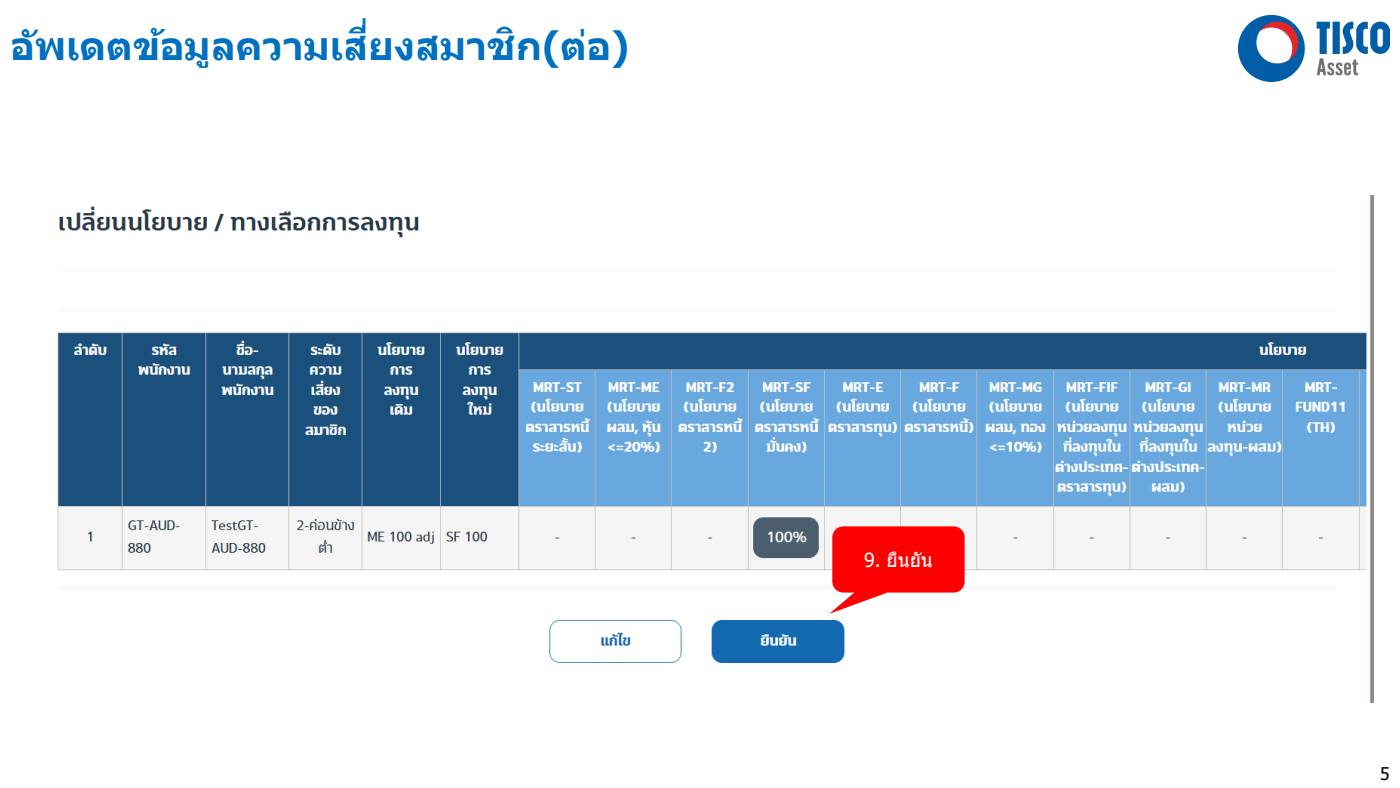 อัพเดตข้อมูลความเสี่ยงสมาชิก(ต่อ)
TISCO
Asset
เปลี่ยนนโยบาย / ทางเลือกการลงทุน
ลำดับ
รหัส
พนักงาน
ชื่อ-
นามสกุล
พนักงาน
ระดับ
ความ
เสี่ยง
ของ
สมาชิก
นโยบาย
การ
ลงทุน
เดิม
นโยบาย
การ
ลงทุน
ใหม่
นโยบาย
MRT-ST
(นโยบาย
ตราสารหนี้
ระยะสั้น)
MRT-ME
(นโยบาย
ผสม, หุ้น
<=20%)
MRT-F2
(นโยบาย
ตราสารหนี้
2)
MRT-SF
(นโยบาย
ตราสารหนี้
มั่นคง)
MRT-E
(นโยบาย
ตราสารทุน)
MRT-F
(นโยบาย
ตราสารหนี้)
MRT-MG
(นโยบาย
ผสม, ทอง
<=10%)
MRT-FIF
(นโยบาย
หน่วยลงทุน
ที่ลงทุนใน
ต่างประเทศ-
ตราสารทุน)
MRT-GI
(นโยบาย
หน่วยลงทุน
ที่ลงทุนใน
ต่างประเทศ-
ผสม)
MRT-MR
(นโยบาย
หน่วย
ลงทุน-ผสม)
MRT-
FUND11
(TH)
1
GT-AUD-
880
TestGT-
AUD-880
2-ค่อนข้าง
ต่ำ
ME 100 adj
SF 100
-
-
-
100%
-
-
-
-
-
9. ยืนยัน
แก้ไข
ยืนยัน
5